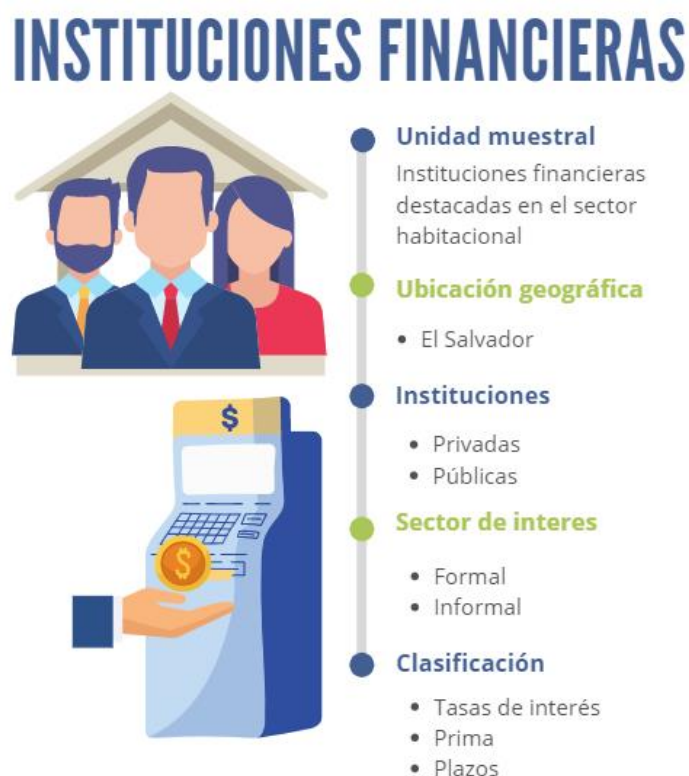 INSTITUCIONES FINANCIERAS
Unidad muestral
Instituciones financieras
destacadas en el sector
habitacional
Ubicación geográfica
• El Salvador
Instituciones
• Privadas
• Públicas
Sector de interes
• Formal
• Informal
Clasificación
• Tasas de interés
• Prima
• Plazos
$
$